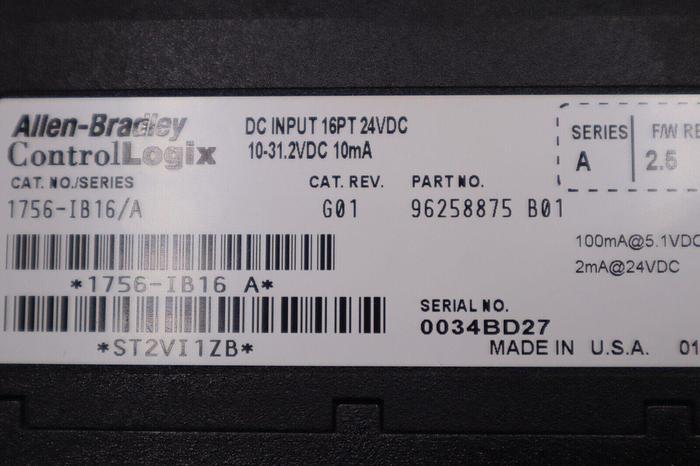 Allen-Bradley
ControlLogix
DC INPUT 16PT 24VDC
10-31.2VDC 10mA
SERIES
A
F/W RE
2.5
CAT. NO./SERIES
1756-IB16/A
CAT. REV.
G01
PART NO.
96258875 B01
100mA@5.1VDC
2mA@24VDC
*1756-IB16 A*
*ST2VI1ZB*
SERIAL NO.
0034BD27
MADE IN U.S.A.
01